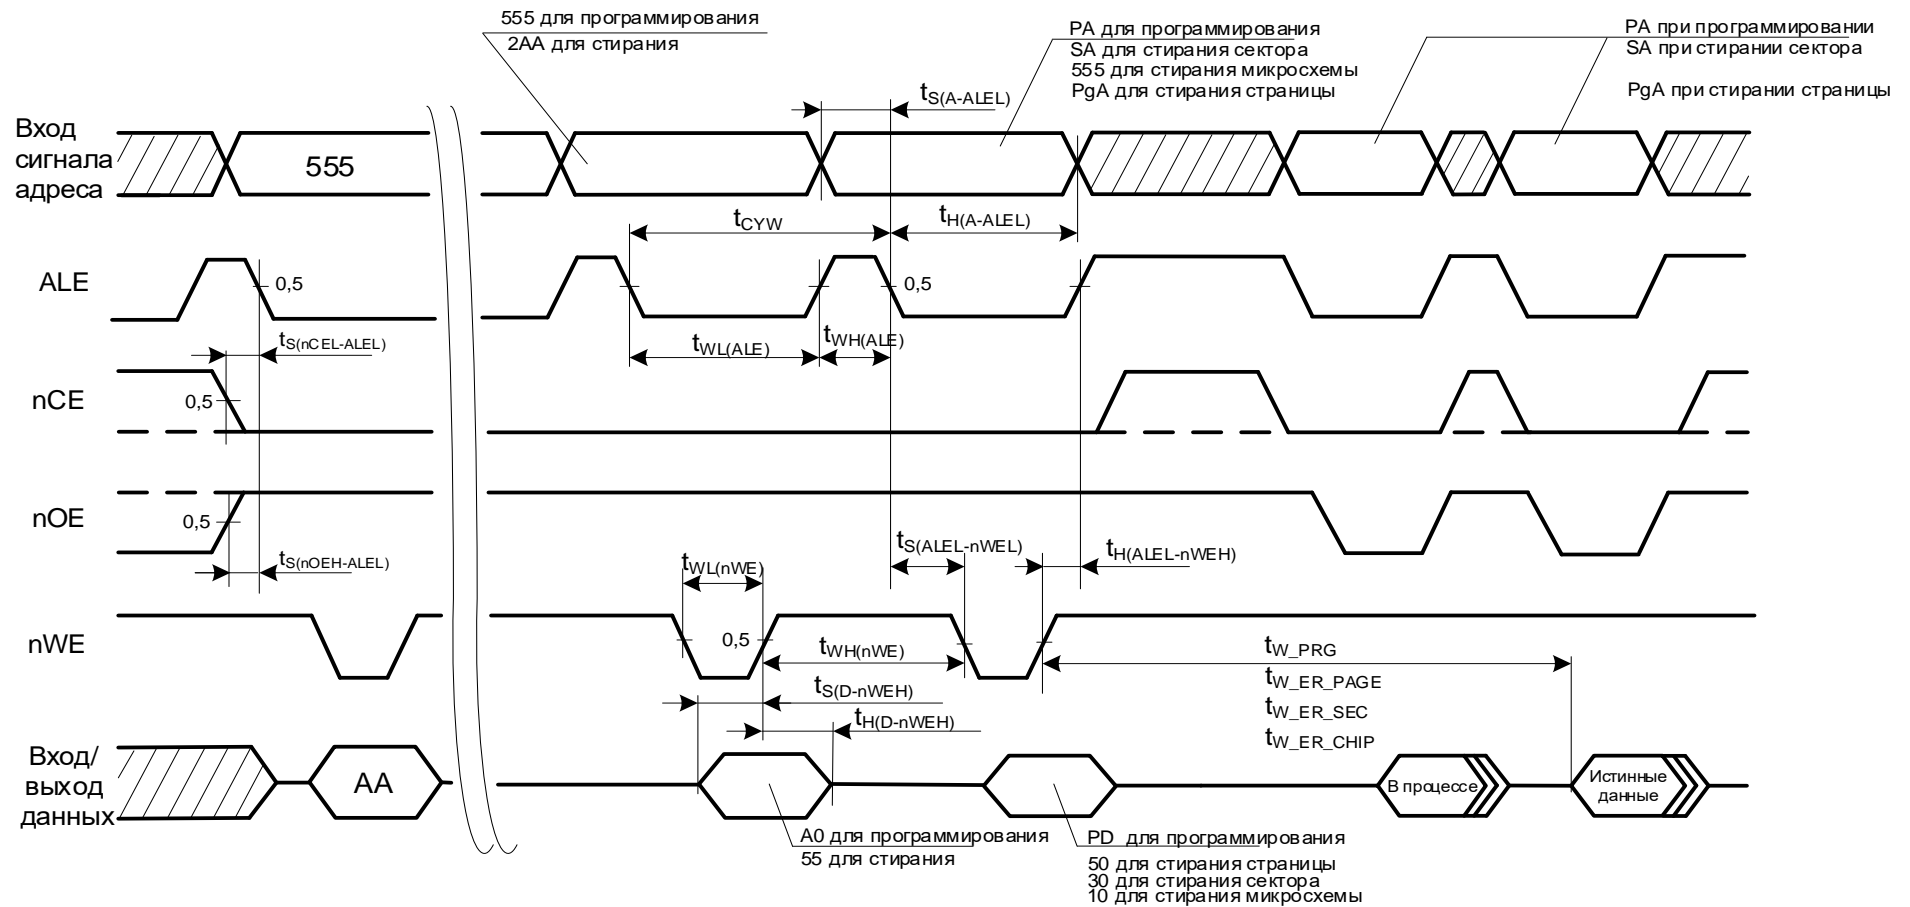 555 для программирования
2AA для стирания
PA для программирования
SA для стирания сектора
555 для стирания микросхемы
PgA для стирания страницы
PA при программировании
SA при стирании сектора
PgA при стирании страницы
tS(A-ALEL)
Вход
сигнала
адреса
555
tCYW
tH(A-ALEL)
ALE
0,5
0,5
tS(nCEL-ALEL)
tWL(ALE)
tWH(ALE)
nCE
0,5
nOE
0,5
tS(nOEH-ALEL)
tWL(nWE)
tS(ALEL-nWEL)
tH(ALEL-nWEH)
nWE
0,5
tWH(nWE)
tW_PRG
tW_ER_PAGE
tW_ER_SEC
tW_ER_CHIP
tS(D-nWEH)
tH(D-nWEH)
Вход/
выход
данных
AA
В процессе
Истинные
данные
A0 для программирования
55 для стирания
PD для программирования
50 для стирания страницы
30 для стирания сектора
10 для стирания микросхемы